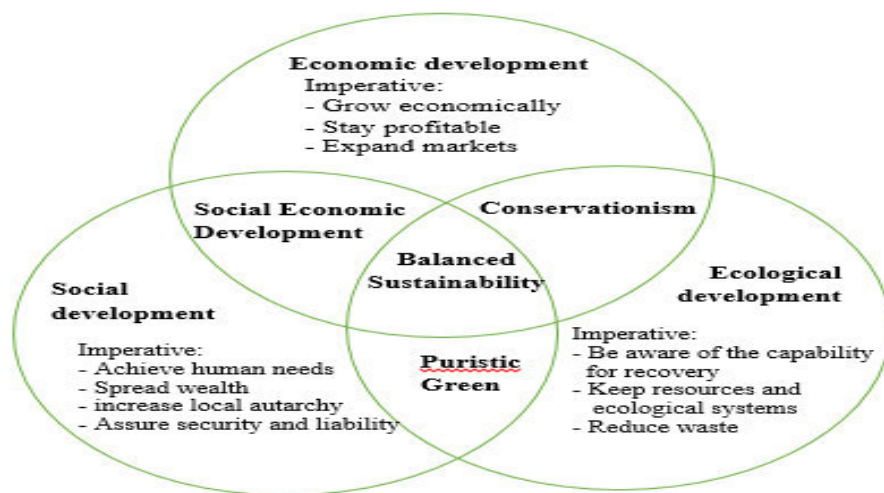 Economic development
Imperative:
- Grow economically
- Stay profitable
- Expand markets
Social Economic
Development
Conservationism
Balanced
Sustainability
Social
development
Imperative:
- Achieve human needs
- Spread wealth
- increase local autarchy
- Assure security and liability
Puristic
Green
Ecological
development
Imperative:
- Be aware of the capability
for recovery
- Keep resources and
ecological systems
- Reduce waste